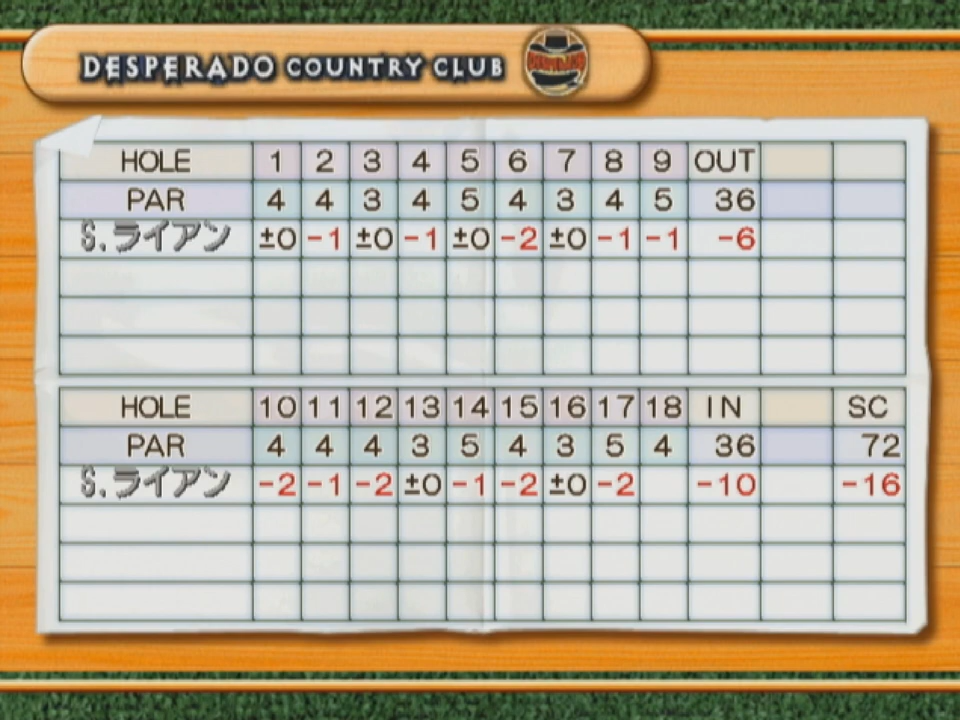 DESPERADO COUNTRY CLUB
HOLE 1 2 3 4 5 6 7 8 9 OUT
PAR 4 4 3 4 5 4 3 4 5 36
S.ライアン ±0 -1 ±0 -1 ±0 -2 ±0 -1 -1 -6
HOLE 10 11 12 13 14 15 16 17 18 IN SC
PAR 4 4 4 3 5 4 3 5 4 36 72
S.ライアン -2 -1 -2 ±0 -1 -2 ±0 -2 -10 -16